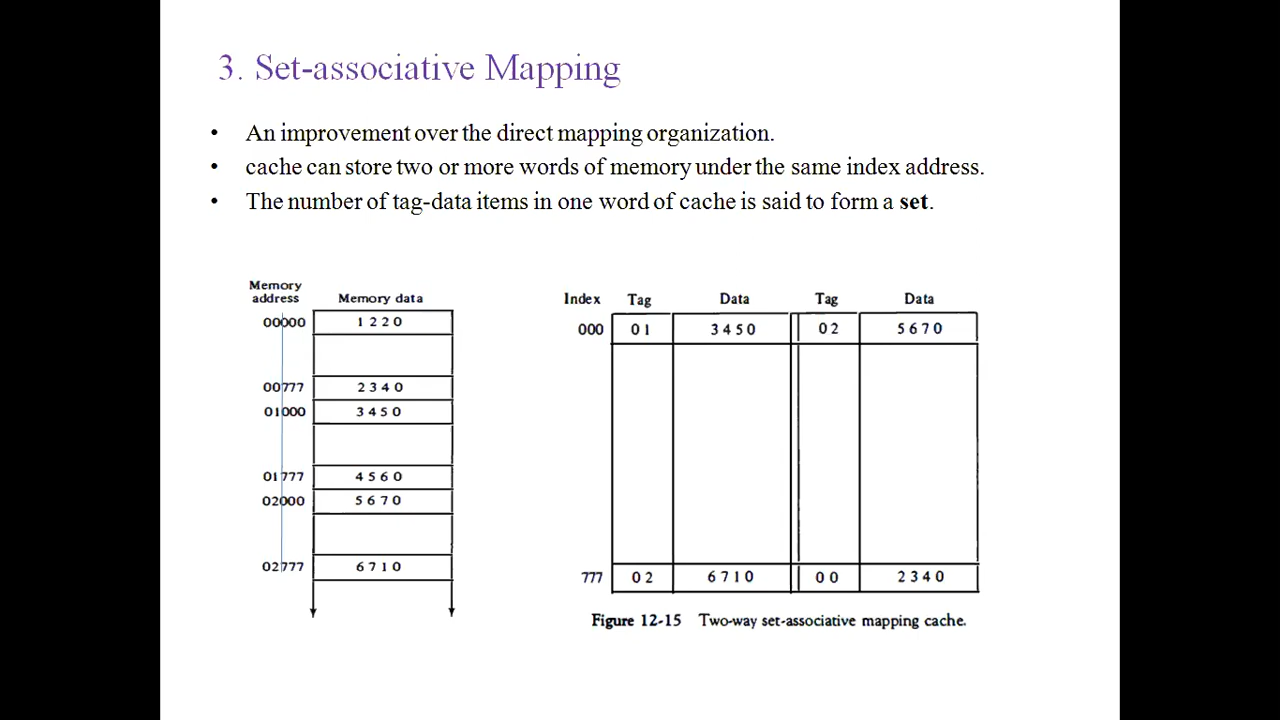 3. Set-associative Mapping
• An improvement over the direct mapping organization.
• cache can store two or more words of memory under the same index address.
• The number of tag-data items in one word of cache is said to form a set.
Memory
address Memory data
00000 1 2 2 0
00777 2 3 4 0
01000 3 4 5 0
01777 4 5 6 0
02000 5 6 7 0
02777 6 7 1 0
Index Tag Data Tag Data
000 0 1 3 4 5 0 0 2 5 6 7 0
777 0 2 6 7 1 0 0 0 2 3 4 0
Figure 12-15 Two-way set-associative mapping cache.